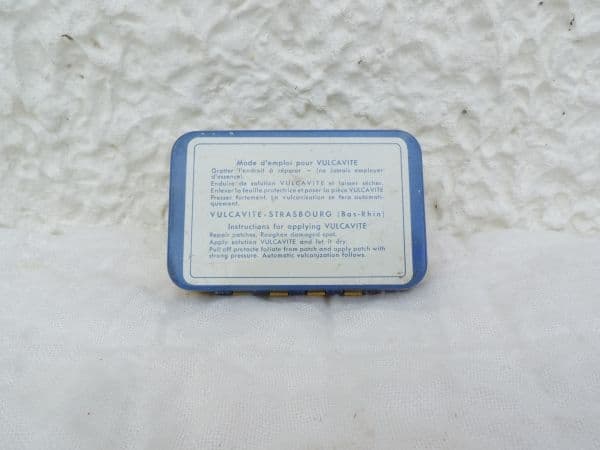 Mode d'emploi pour VULCAVITE
Gratter l'endroit à réparer — (ne jamais employer
d'essence).
Enduire de solution VULCAVITE et laisser sécher.
Enlever la feuille protectrice et poser la pièce VULCAVITE
Presser fortement. La vulcanisation se fera automati-
quement.
VULCAVITE-STRASBOURG (Bas-Rhin)
Instructions for applying VULCAVITE
Repair patches, Roughen damaged spot.
Apply solution VULCAVITE and let it dry.
Pull off protecte foliate from patch and apply patch with
strong pressure. Automatic vulcanization follows.